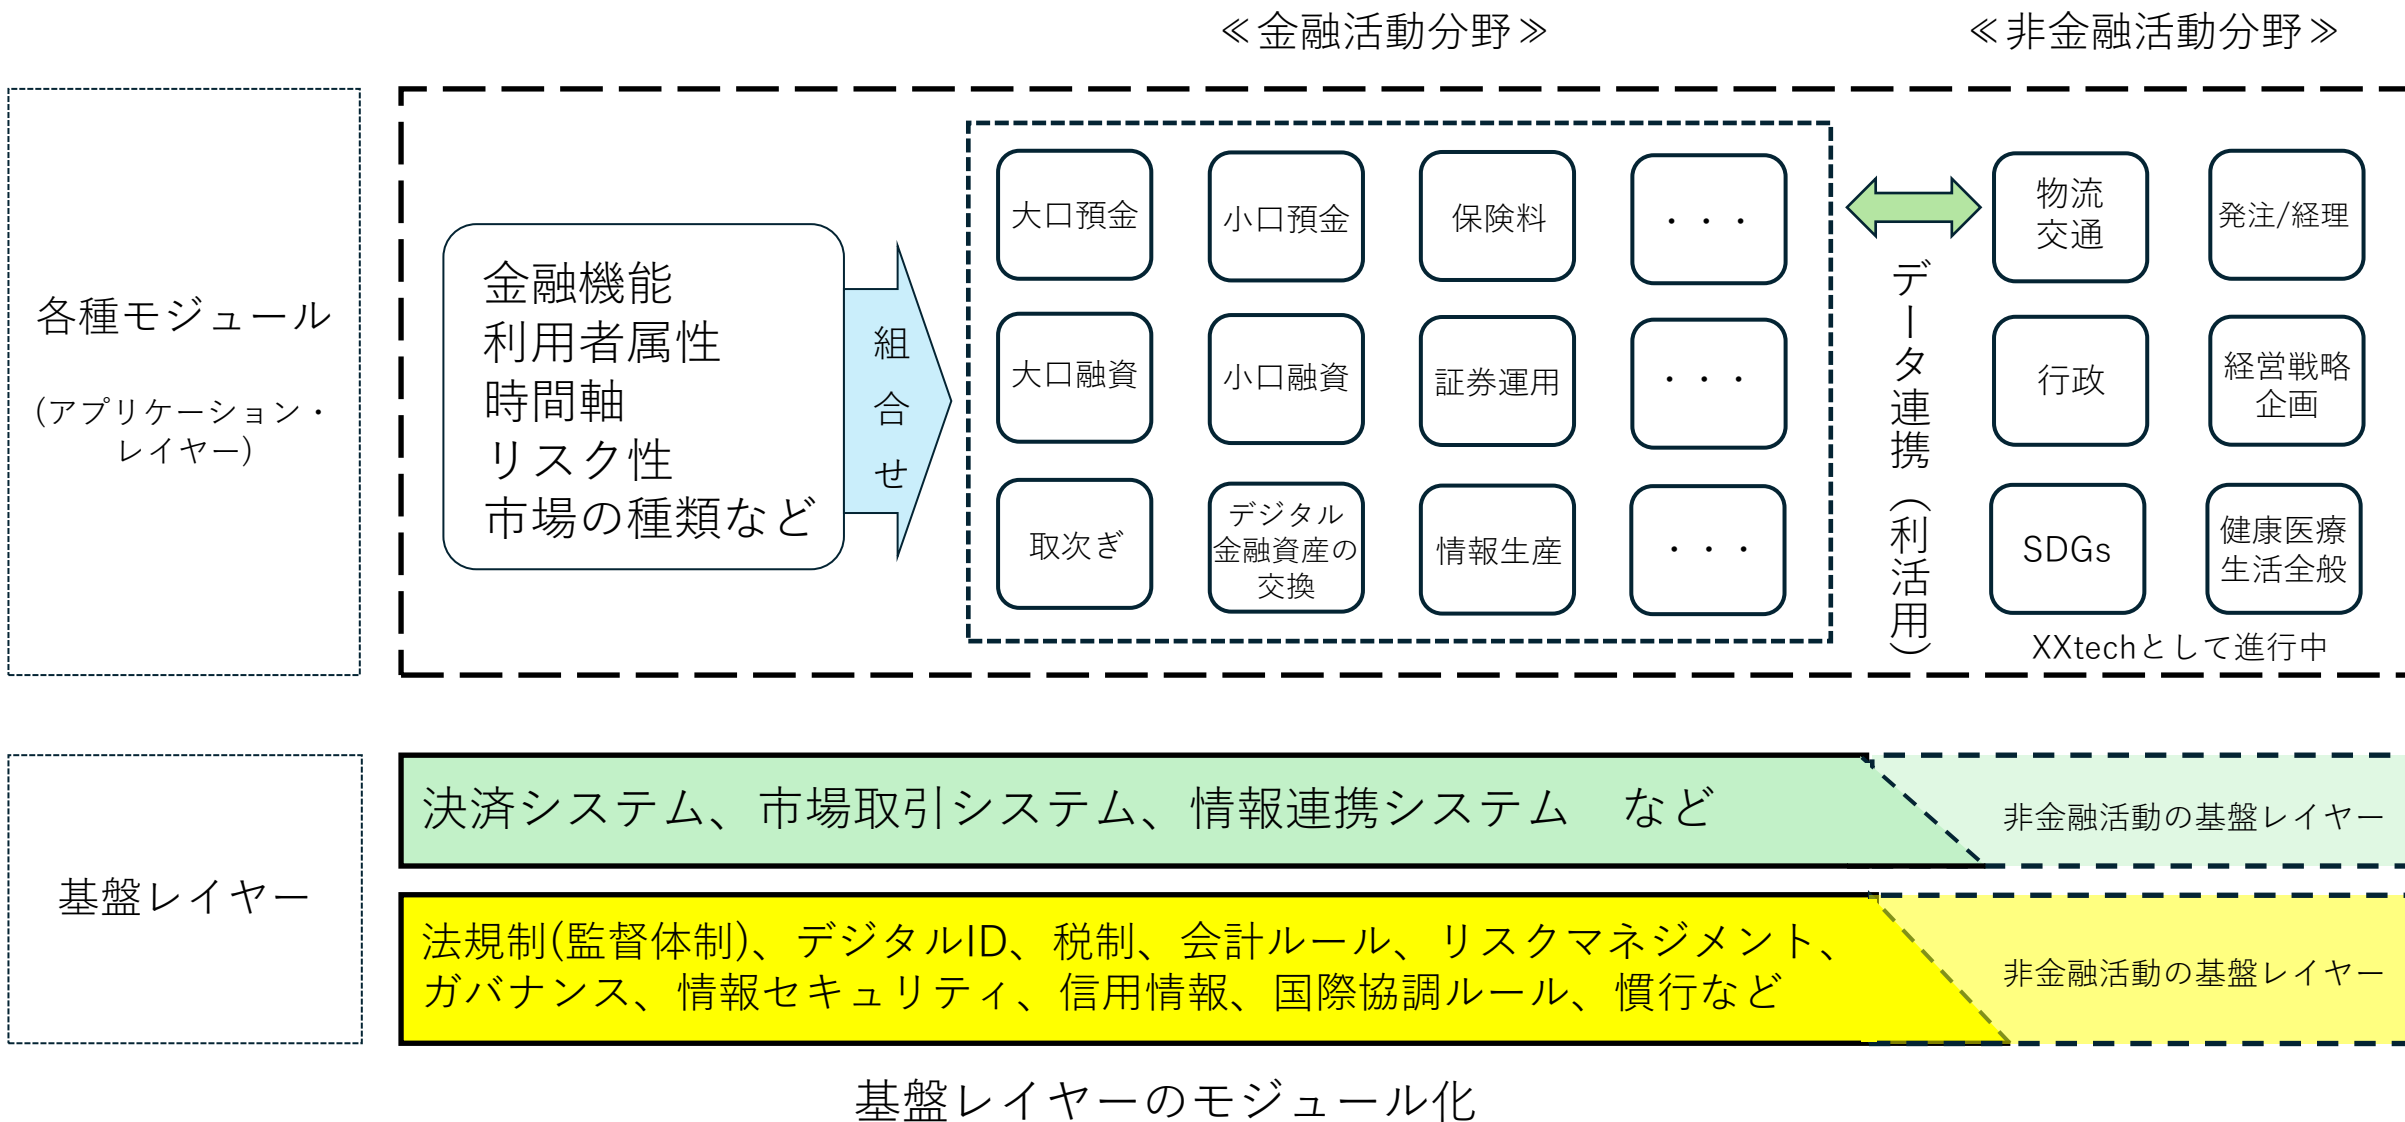 ≪金融活動分野≫
≪非金融活動分野≫
各種モジュール
(アプリケーション・
レイヤー)
金融機能
利用者属性
時間軸
リスク性
市場の種類など
組
合
せ
大口預金
小口預金
保険料
・・・
大口融資
小口融資
証券運用
・・・
取次ぎ
デジタル
金融資産の
交換
情報生産
・・・
データ連携（利活用）
物流
交通
発注/経理
行政
経営戦略
企画
SDGs
健康医療
生活全般
XXtechとして進行中
基盤レイヤー
決済システム、市場取引システム、情報連携システム　など
非金融活動の基盤レイヤー
法規制(監督体制)、デジタルID、税制、会計ルール、リスクマネジメント、
ガバナンス、情報セキュリティ、信用情報、国際協調ルール、慣行など
非金融活動の基盤レイヤー
基盤レイヤーのモジュール化